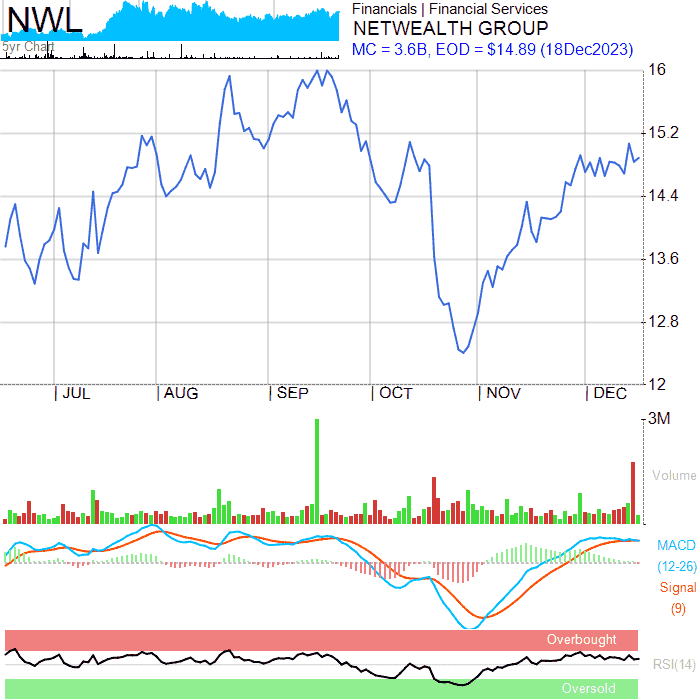 NWL
5yr Chart
Financials | Financial Services
NETWEALTH GROUP
MC = 3.6B, EOD = $14.89 (18Dec2023)
16
15.2
14.4
13.6
12.8
12
JUL AUG SEP OCT NOV DEC
3M
Volume
MACD
(12-26)
Signal
(9)
Overbought
RSI(14)
Oversold